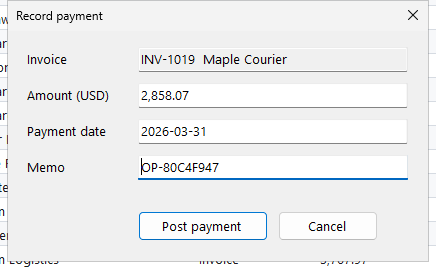 Record payment
Invoice INV-1019 Maple Courier
Amount (USD) 2,858.07
Payment date 2026-03-31
Memo OP-80C4F947
Post payment Cancel
Logistics